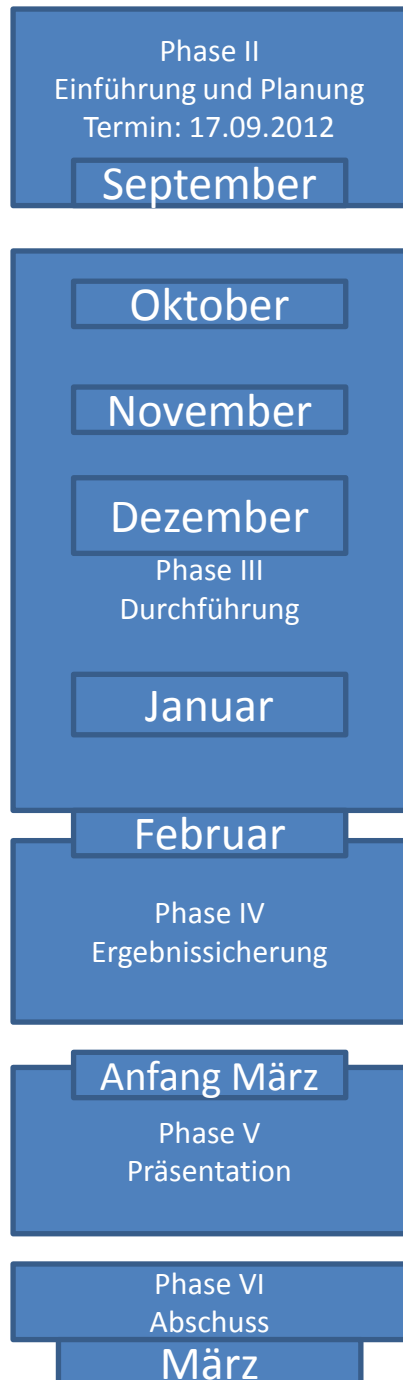 Phase II
Einführung und Planung
Termin: 17.09.2012
September
Oktober
November
Dezember
Phase III
Durchführung
Januar
Februar
Phase IV
Ergebnissicherung
Anfang März
Phase V
Präsentation
Phase VI
Abschuss
März